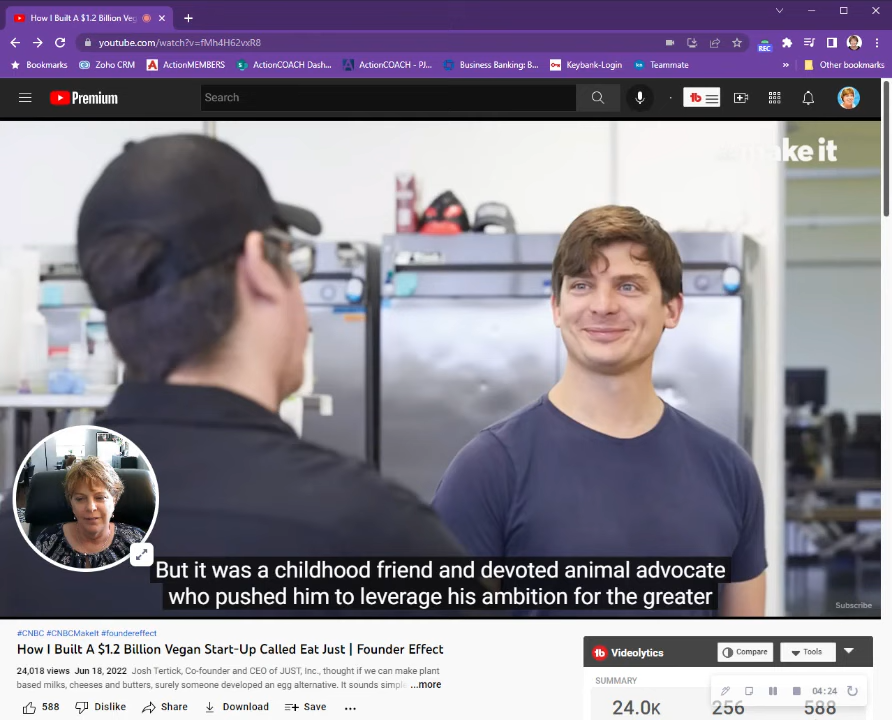 How I Built A $1.2 Billion Veg
youtube.com/watch?v=fMh4H62vxR8
REC
Bookmarks
Zoho CRM
ActionMEMBERS
ActionCOACH Dash...
ActionCOACH - PJ...
Business Banking: B...
Keybank-Login
Teammate
»
Other bookmarks
Premium
Search
ke it
But it was a childhood friend and devoted animal advocate
who pushed him to leverage his ambition for the greater
Subscribe
#CNBC #CNBCMakeIt #foundereffect
How I Built A $1.2 Billion Vegan Start-Up Called Eat Just | Founder Effect
24,018 views Jun 18, 2022 Josh Tertick, Co-founder and CEO of JUST, Inc., thought if we can make plant
based milks, cheeses and butters, surely someone developed an egg alternative. It sounds simple ...more
588 Dislike Share Download Save ...
Videolytics
Compare
Tools
SUMMARY
04:24
24.0K 256 588